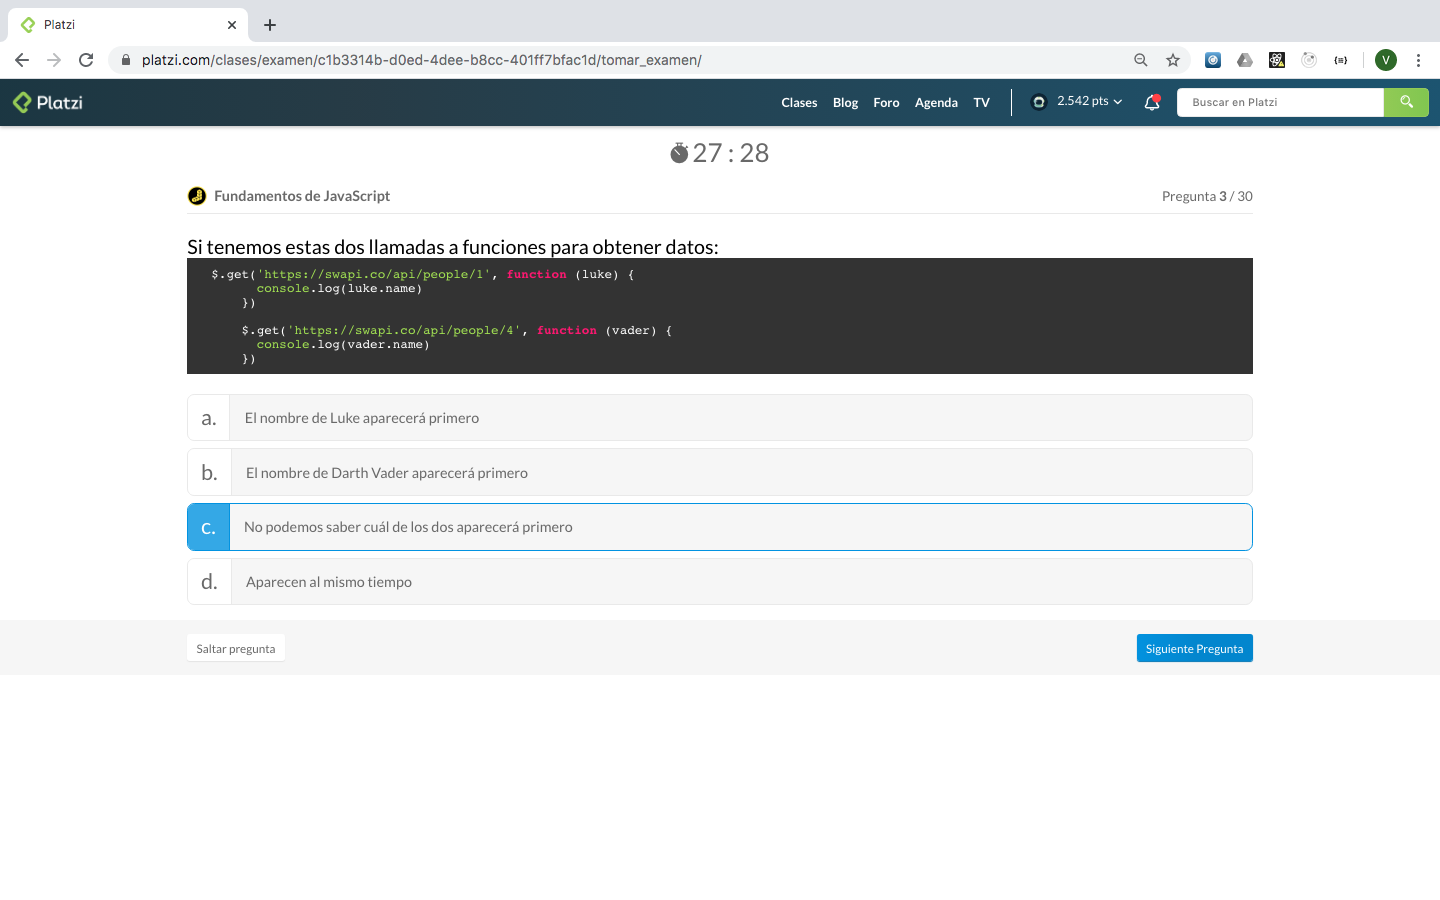 Platzi
platzi.com/clases/examen/c1b3314b-d0ed-4dee-b8cc-401ff7bfac1d/tomar_examen/
V
Platzi
Clases Blog Foro Agenda TV
2.542 pts
Buscar en Platzi
27 : 28
Fundamentos de JavaScript
Pregunta 3 / 30
Si tenemos estas dos llamadas a funciones para obtener datos:
$.get('https://swapi.co/api/people/1', function (luke) {
console.log(luke.name)
})
$.get('https://swapi.co/api/people/4', function (vader) {
console.log(vader.name)
})
a. El nombre de Luke aparecerá primero
b. El nombre de Darth Vader aparecerá primero
c. No podemos saber cuál de los dos aparecerá primero
d. Aparecen al mismo tiempo
Saltar pregunta
Siguiente Pregunta